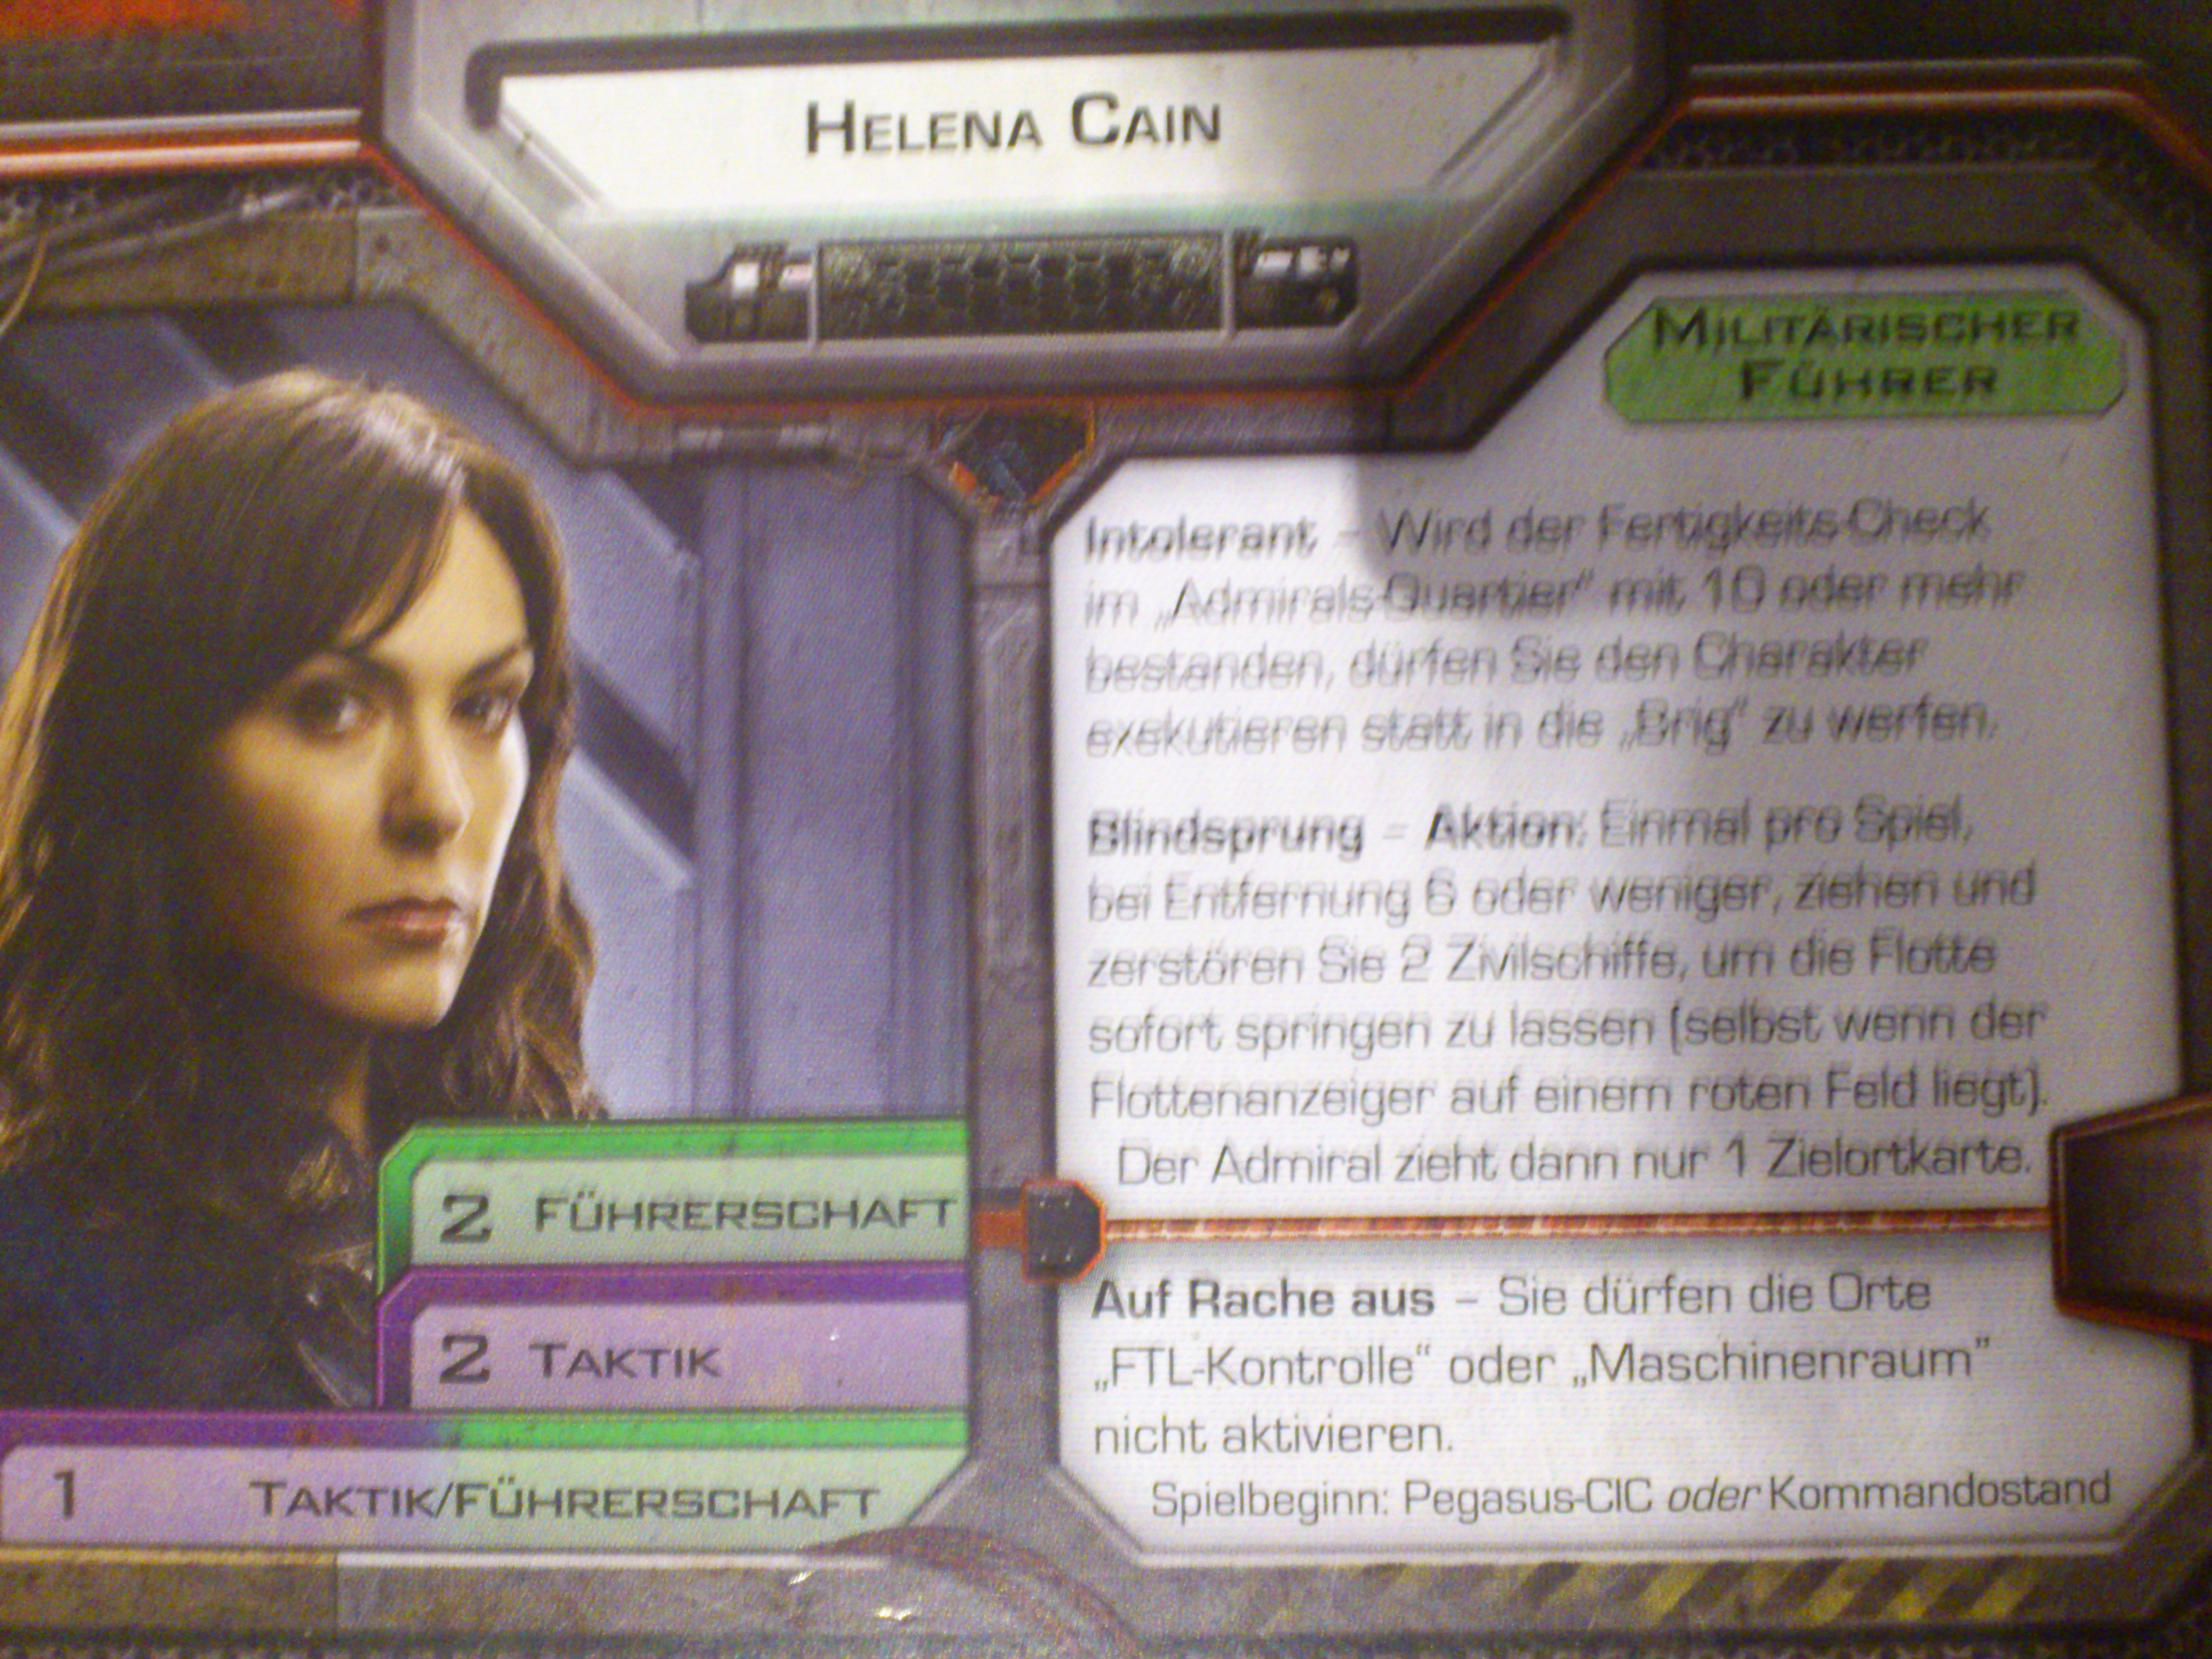 HELENA CAIN
MILITÄRISCHER
FÜHRER
Intolerant – Wird der Fertigkeits-Check
im „Admirals-Quartier“ mit 10 oder mehr
bestanden, dürfen Sie den Charakter
exekutieren statt in die „Brig“ zu werfen.
Blindsprung – Aktion: Einmal pro Spiel,
bei Entfernung 6 oder weniger, ziehen und
zerstören Sie 2 Zivilschiffe, um die Flotte
sofort springen zu lassen (selbst wenn der
Flottenanzeiger auf einem roten Feld liegt).
Der Admiral zieht dann nur 1 Zielortkarte.
2 FÜHRERSCHAFT
2 TAKTIK
1 TAKTIK/FÜHRERSCHAFT
Auf Rache aus – Sie dürfen die Orte
„FTL-Kontrolle“ oder „Maschinenraum”
nicht aktivieren.
Spielbeginn: Pegasus-CIC oder Kommandostand